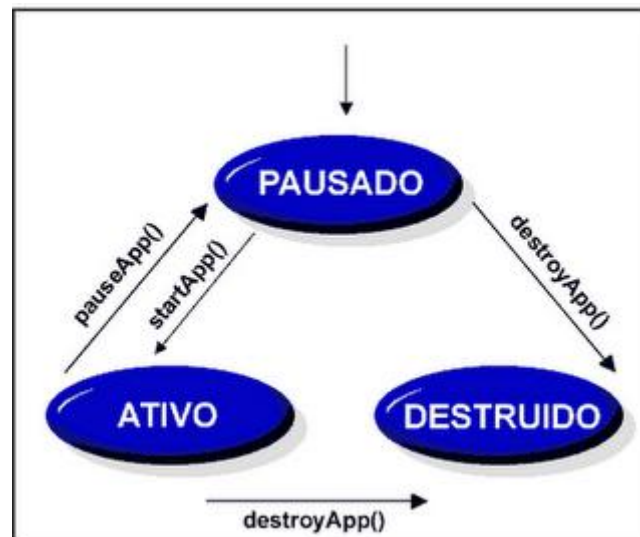 PAUSADO
pauseApp()
startApp()
destroyApp()
ATIVO
DESTRUIDO
destroyApp()